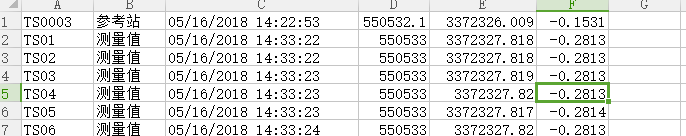 A B C D E F G
1 TS0003 参考站 05/16/2018 14:22:53 550532.1 3372326.009 -0.1531
2 TS01 测量值 05/16/2018 14:33:22 550533 3372327.818 -0.2813
3 TS02 测量值 05/16/2018 14:33:22 550533 3372327.818 -0.2813
4 TS03 测量值 05/16/2018 14:33:23 550533 3372327.819 -0.2813
5 TS04 测量值 05/16/2018 14:33:23 550533 3372327.82 -0.2813
6 TS05 测量值 05/16/2018 14:33:23 550533 3372327.817 -0.2814
7 TS06 测量值 05/16/2018 14:33:24 550533 3372327.82 -0.2813